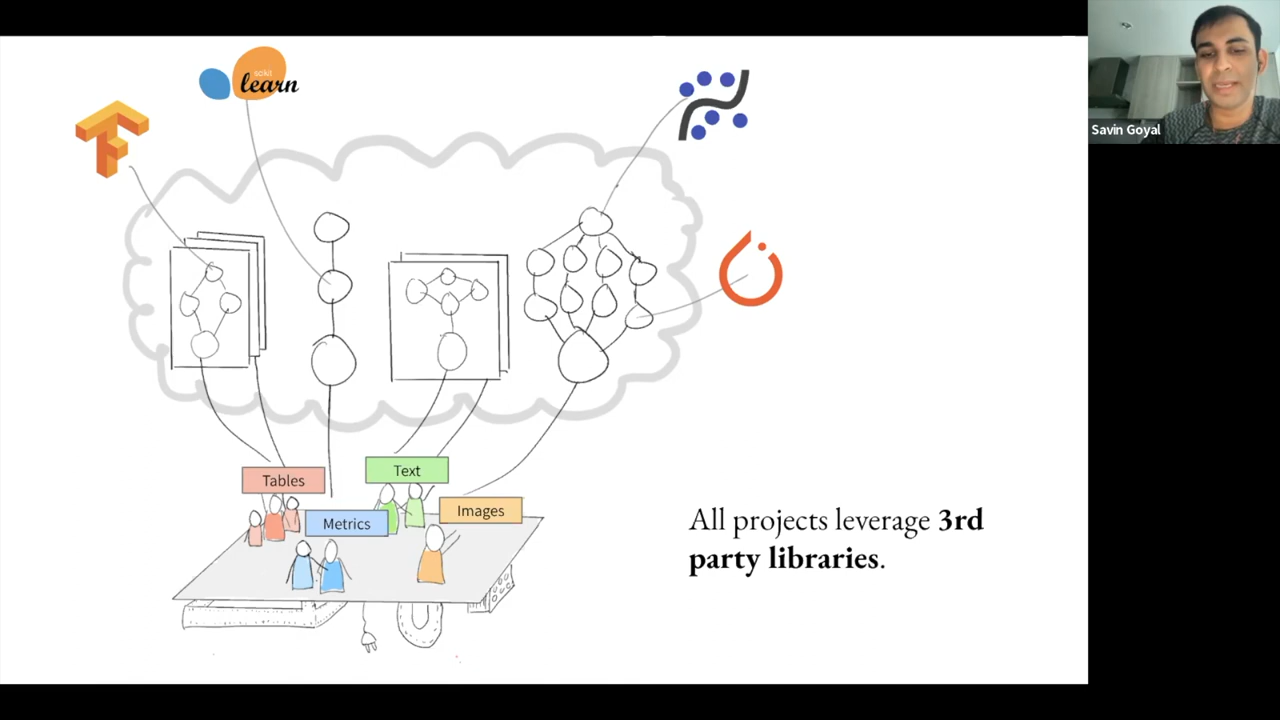 scikit
learn
Savin Goyal
Tables
Text
Metrics
Images
All projects leverage 3rd
party libraries.